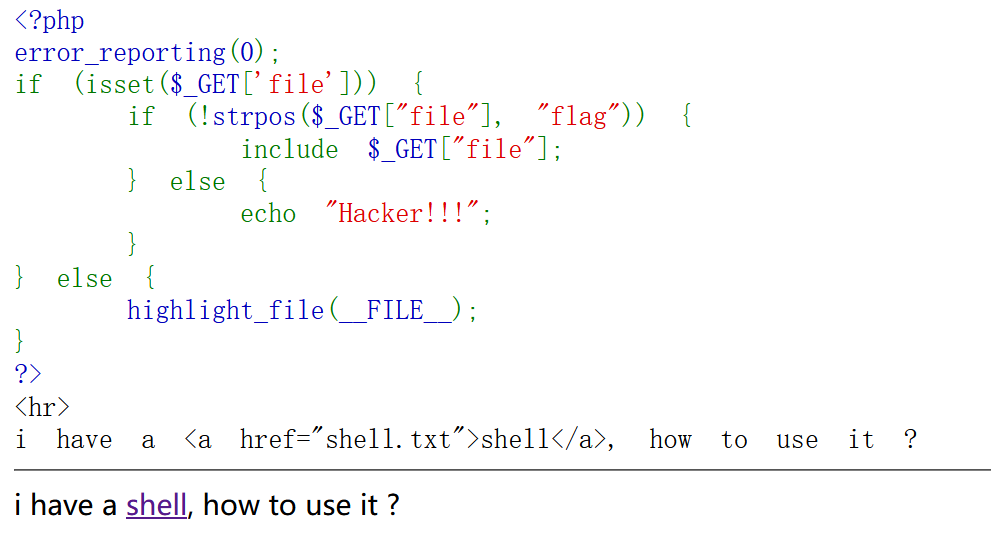 <?php
error_reporting(0);
if (isset($_GET['file'])) {
if (!strpos($_GET["file"], "flag")) {
include $_GET["file"];
} else {
echo "Hacker!!!";
}
} else {
highlight_file(__FILE__);
}
?>
<hr>
i have a <a href="shell.txt">shell</a>, how to use it ?
i have a shell, how to use it ?